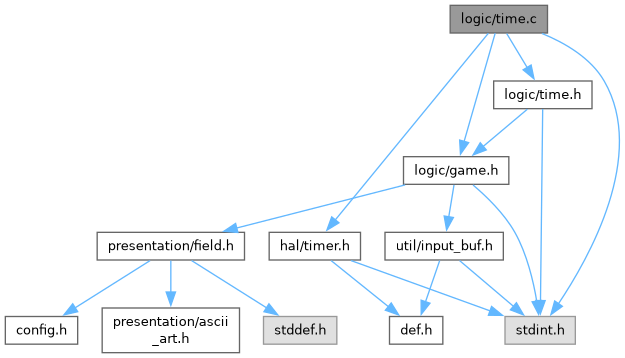 logic/time.c
logic/time.h
logic/game.h
presentation/field.h
hal/timer.h
util/input_buf.h
config.h
presentation/ascii
_art.h
stddef.h
def.h
stdint.h